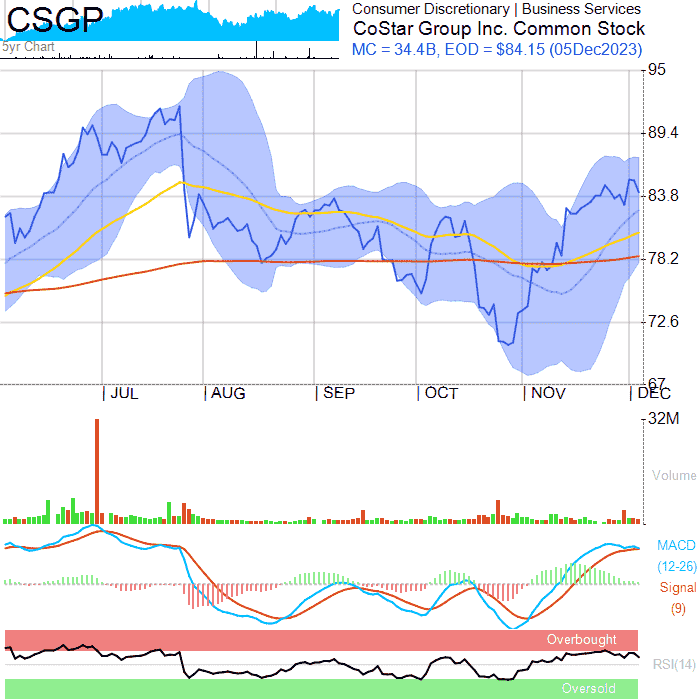 CSGP
5yr Chart
Consumer Discretionary | Business Services
CoStar Group Inc. Common Stock
MC = 34.4B, EOD = $84.15 (05Dec2023)
95
89.4
83.8
78.2
72.6
67
JUL
AUG
SEP
OCT
NOV
DEC
32M
Volume
MACD
(12-26)
Signal
(9)
Overbought
RSI(14)
Oversold